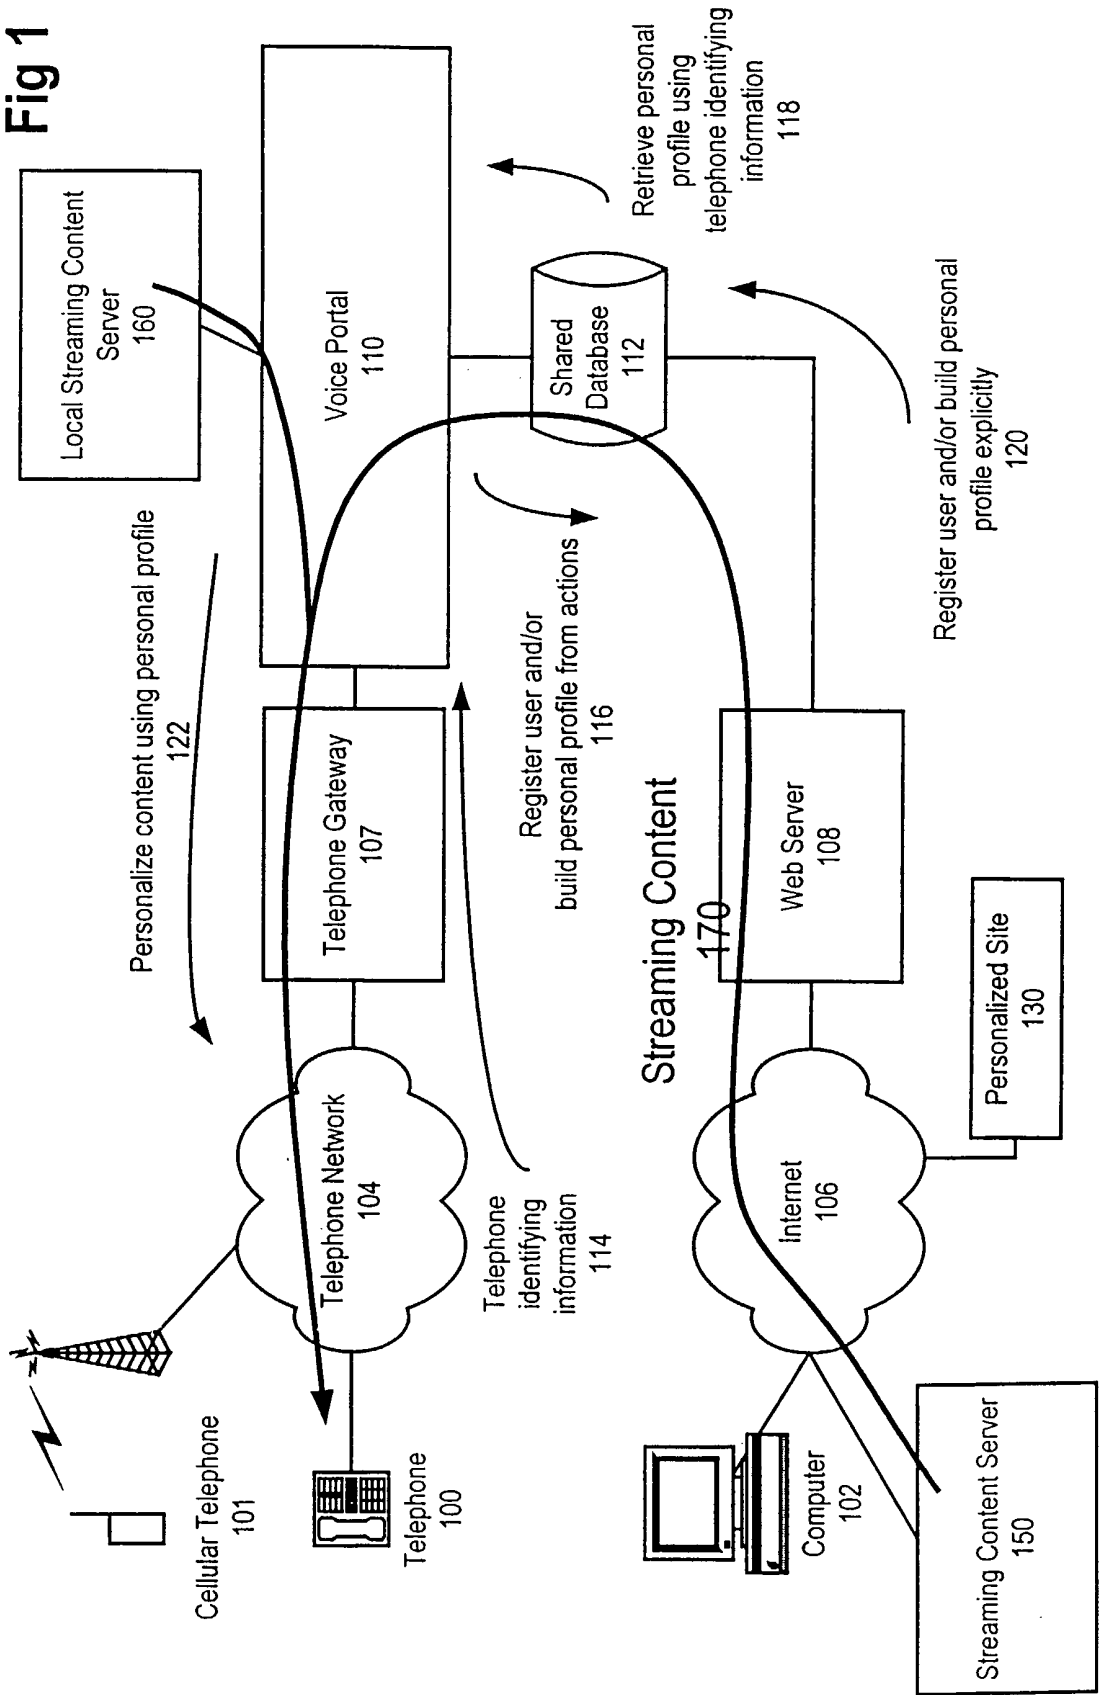 Fig 1
Local Streaming Content
Server
160
Personalize content using personal profile
122
Voice Portal
110
Retrieve personal
profile using
telephone identifying
information
118
Cellular Telephone
101
Telephone Network
104
Telephone Gateway
107
Shared
Database
112
Telephone
100
Telephone
identifying
information
114
Register user and/or
build personal profile from actions
116
Register user and/or build personal
profile explicitly
120
Streaming Content
170
Computer
102
Internet
106
Web Server
108
Streaming Content Server
150
Personalized Site
130